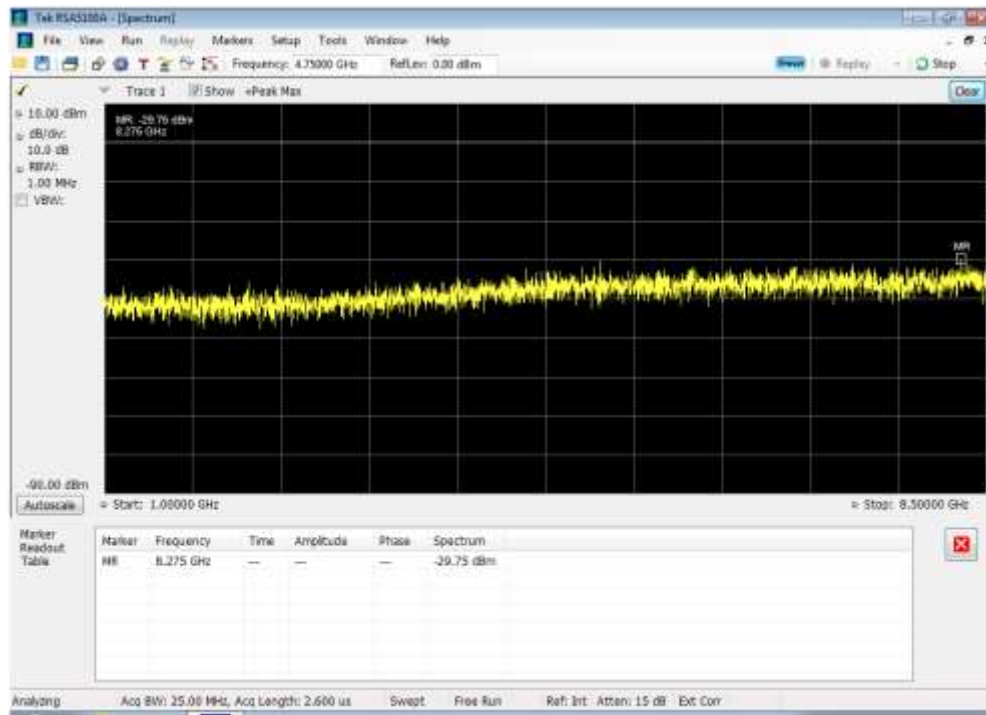 Tek RSA5100A - [Spectrum]
File View Run Replay Markers Setup Tools Window Help
Frequency: 4.75000 GHz RefLev: 0.00 dBm Preset Replay Stop
Trace 1 Show +Peak Max Clear
10.00 dBm
dB/div:
10.0 dB
RBW:
1.00 MHz
VBW:
MR: -29.75 dBm
8.275 GHz
MR
-90.00 dBm
Autoscale Start: 1.00000 GHz Stop: 8.50000 GHz
Marker
Readout
Table
Marker Frequency Time Amplitude Phase Spectrum
MR 8.275 GHz --- --- --- -29.75 dBm
Analyzing Acq BW: 25.00 MHz, Acq Length: 2.600 us Swept Free Run Ref: Int Atten: 15 dB Ext Corr